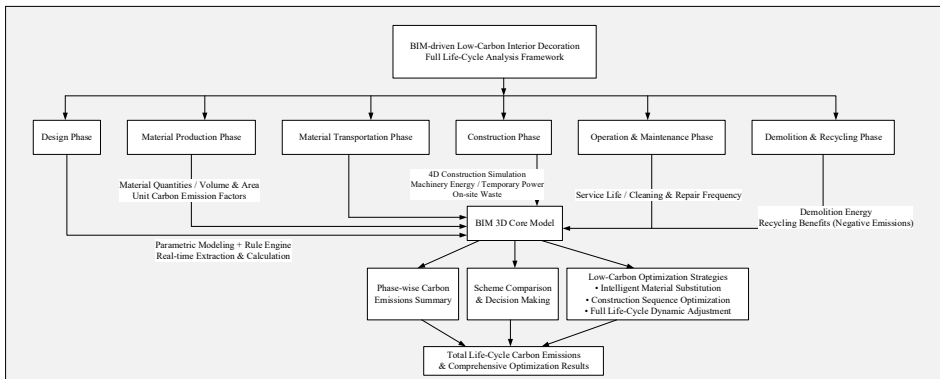 BIM-driven Low-Carbon Interior Decoration
Full Life-Cycle Analysis Framework
Design Phase
Material Production Phase
Material Transportation Phase
Construction Phase
Operation & Maintenance Phase
Demolition & Recycling Phase
Material Quantities / Volume & Area
Unit Carbon Emission Factors
4D Construction Simulation
Machinery Energy / Temporary Power
On-site Waste
Service Life / Cleaning & Repair Frequency
Demolition Energy
Recycling Benefits (Negative Emissions)
BIM 3D Core Model
Parametric Modeling + Rule Engine
Real-time Extraction & Calculation
Phase-wise Carbon
Emissions Summary
Scheme Comparison
& Decision Making
Low-Carbon Optimization Strategies
• Intelligent Material Substitution
• Construction Sequence Optimization
• Full Life-Cycle Dynamic Adjustment
Total Life-Cycle Carbon Emissions
& Comprehensive Optimization Results